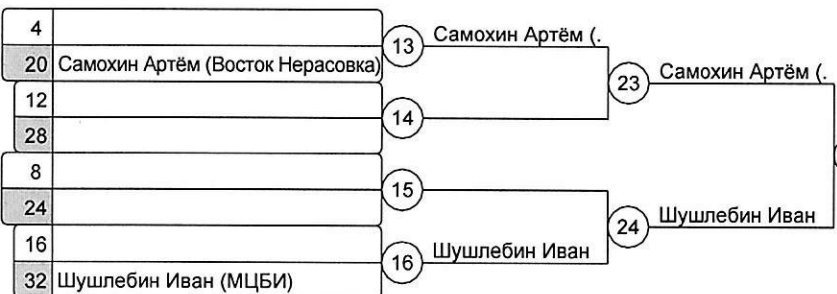 4
20 Самохин Артём (Восток Нерасовка)
12
28
8
24
16
32 Шушлебин Иван (МЦБИ)
13 Самохин Артём (.
14
15
16 Шушлебин Иван
23 Самохин Артём (.
24 Шушлебин Иван